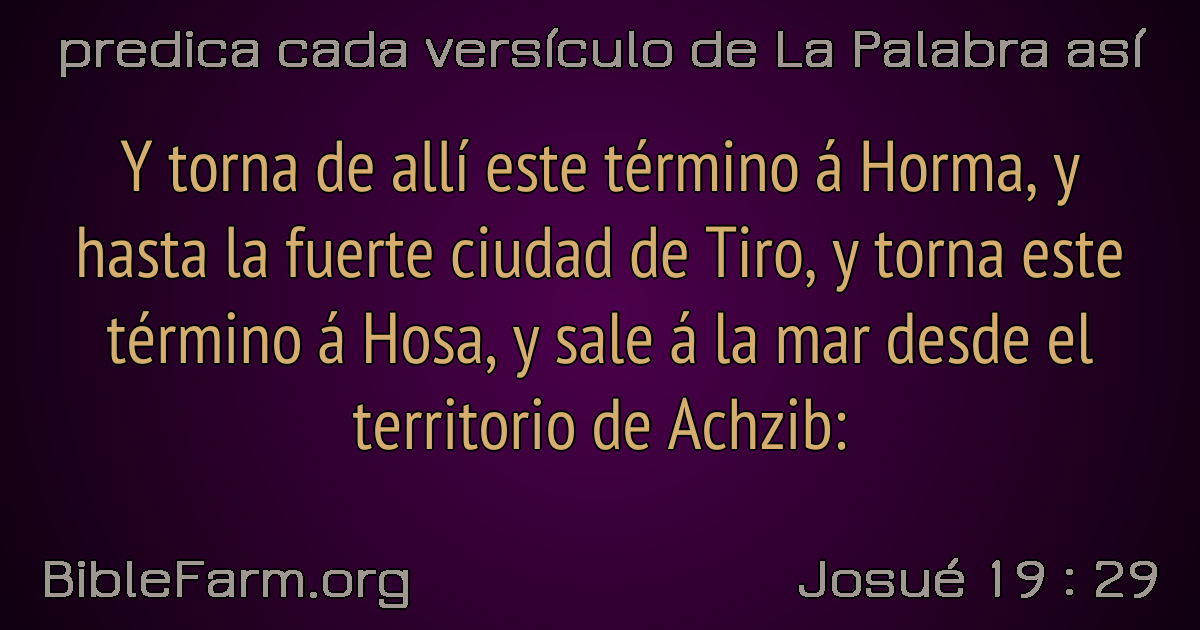 predica cada versículo de La Palabra así
Y torna de allí este término á Horma, y
hasta la fuerte ciudad de Tiro, y torna este
término á Hosa, y sale á la mar desde el
territorio de Achzib:
BibleFarm.org
Josué 19 : 29